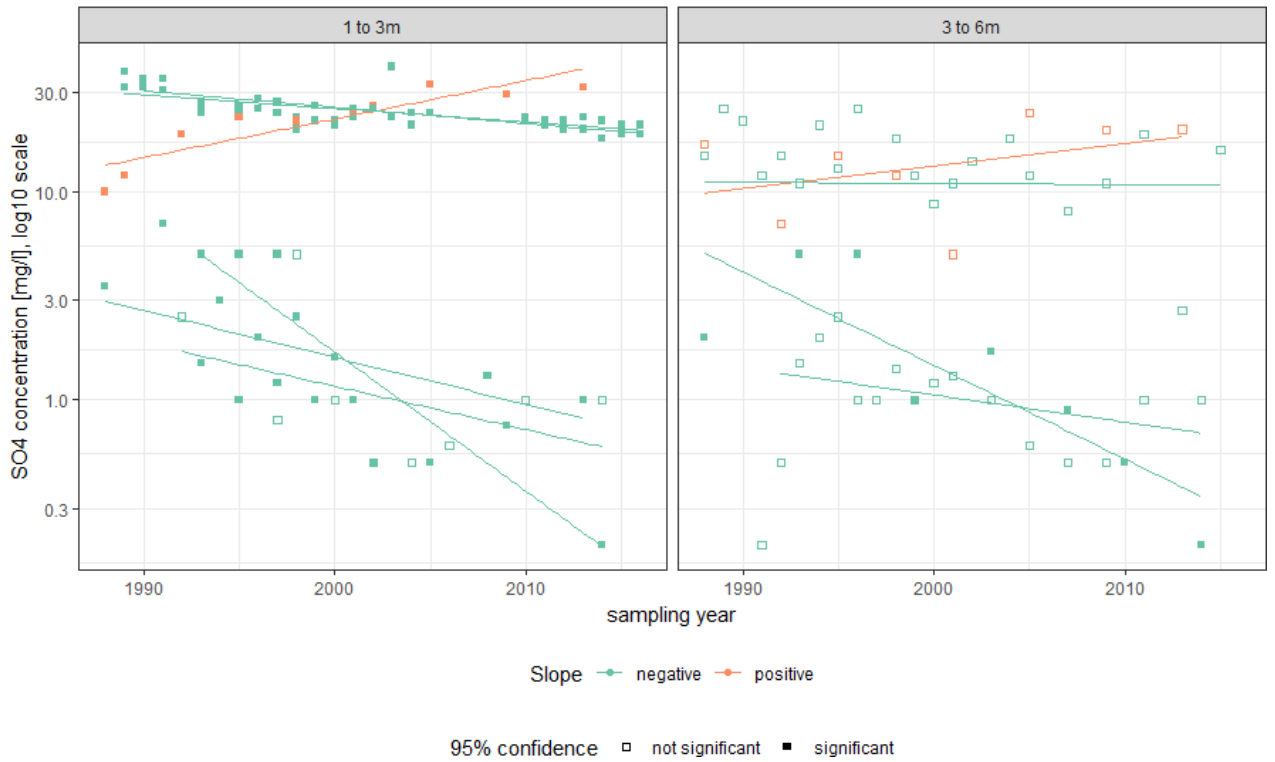 1 to 3m
3 to 6m
SO4 concentration [mg/l], log10 scale
30.0
10.0
3.0
1.0
0.3
1990
2000
2010
1990
2000
2010
sampling year
Slope negative positive
95% confidence not significant significant